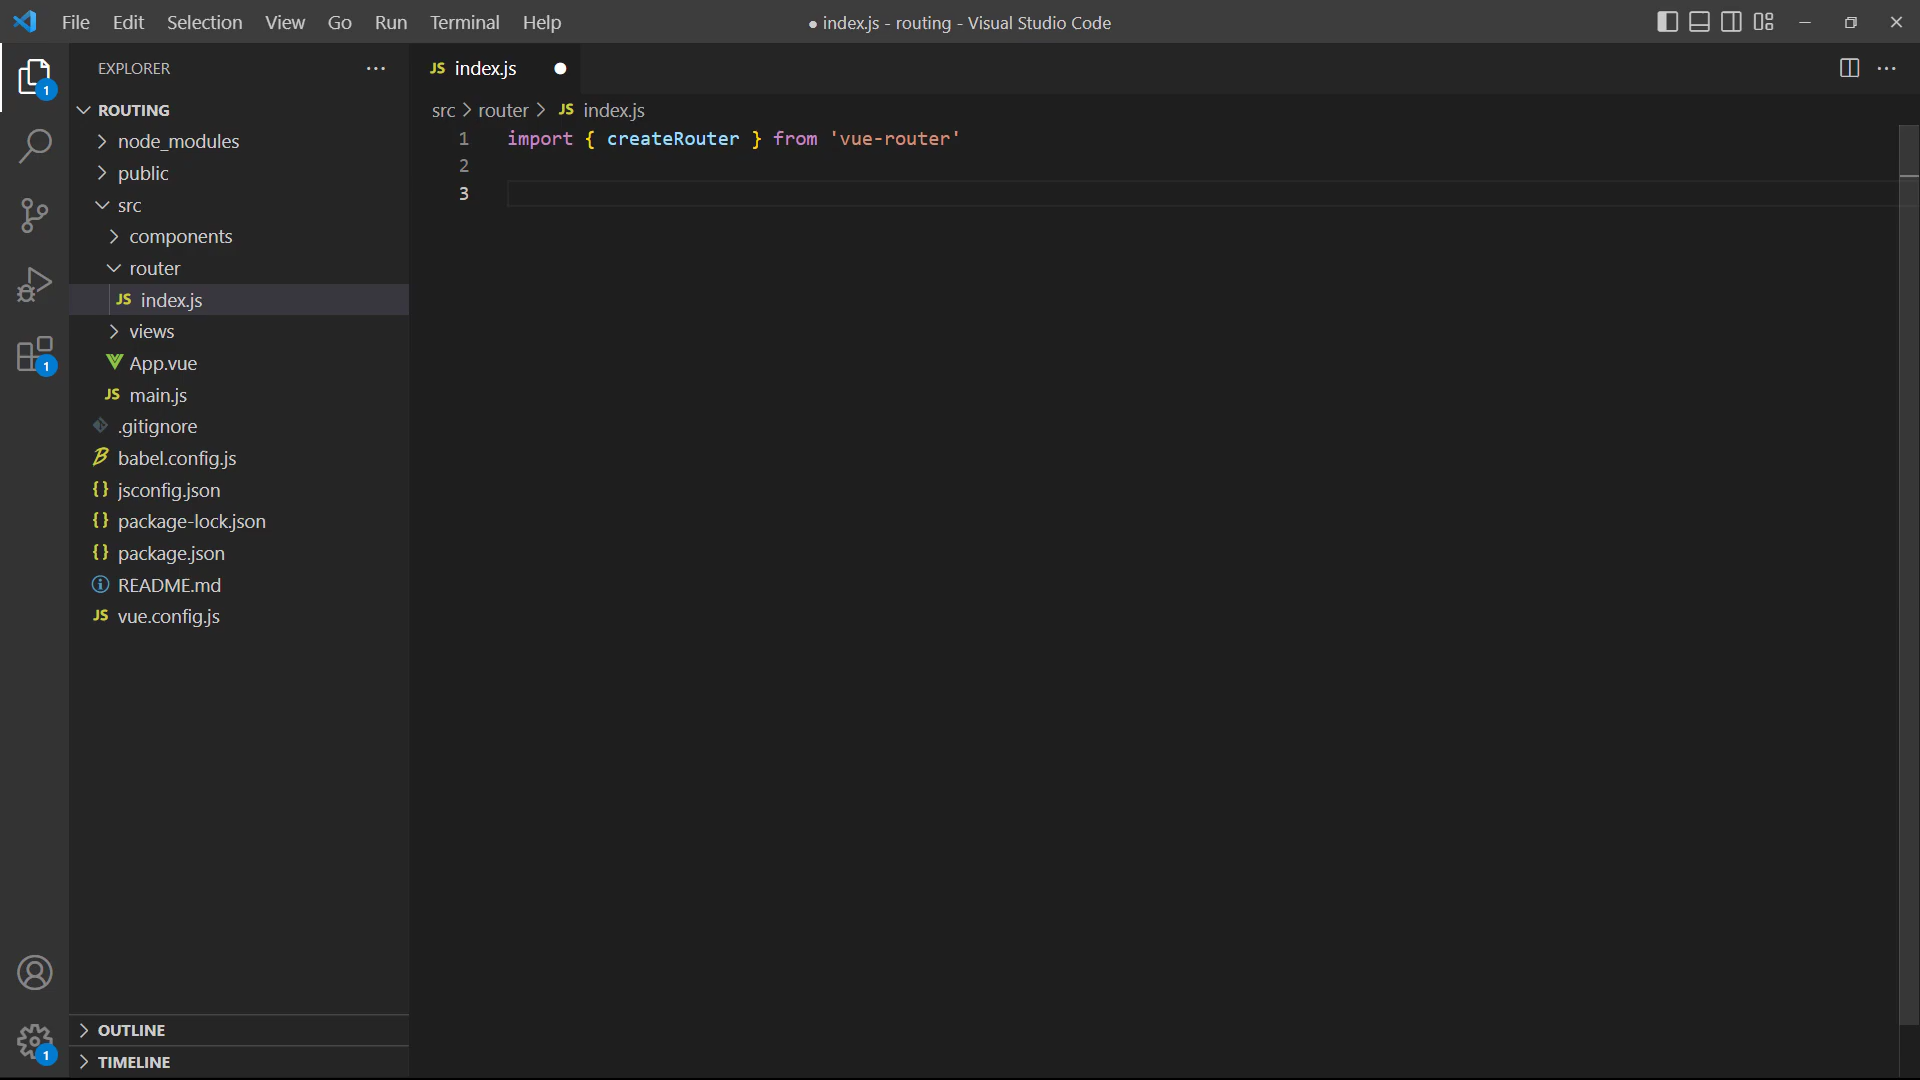 File Edit Selection View Go Run Terminal Help
● index.js - routing - Visual Studio Code
EXPLORER
ROUTING
node_modules
public
src
components
router
JS index.js
views
App.vue
JS main.js
.gitignore
babel.config.js
{} jsconfig.json
{} package-lock.json
{} package.json
README.md
JS vue.config.js
OUTLINE
TIMELINE
1
1
1
JS index.js
src > router > JS index.js
1 import { createRouter } from 'vue-router'
2
3